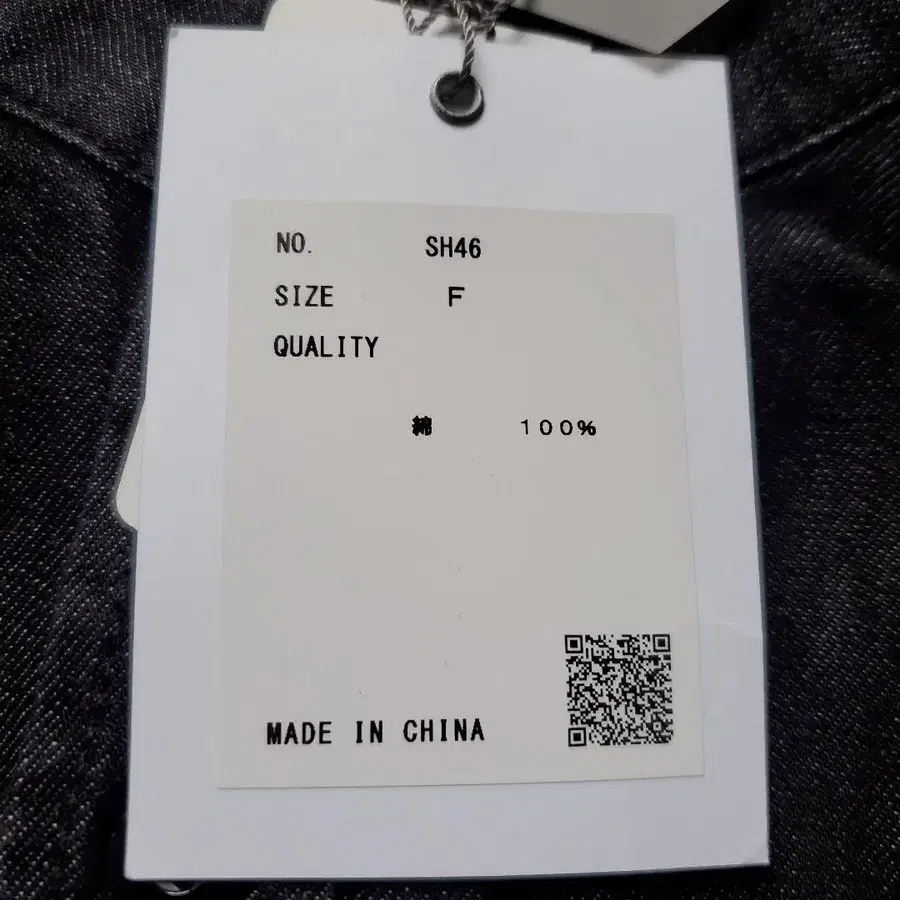 NO. SH46
SIZE F
QUALITY
綿 100%
MADE IN CHINA